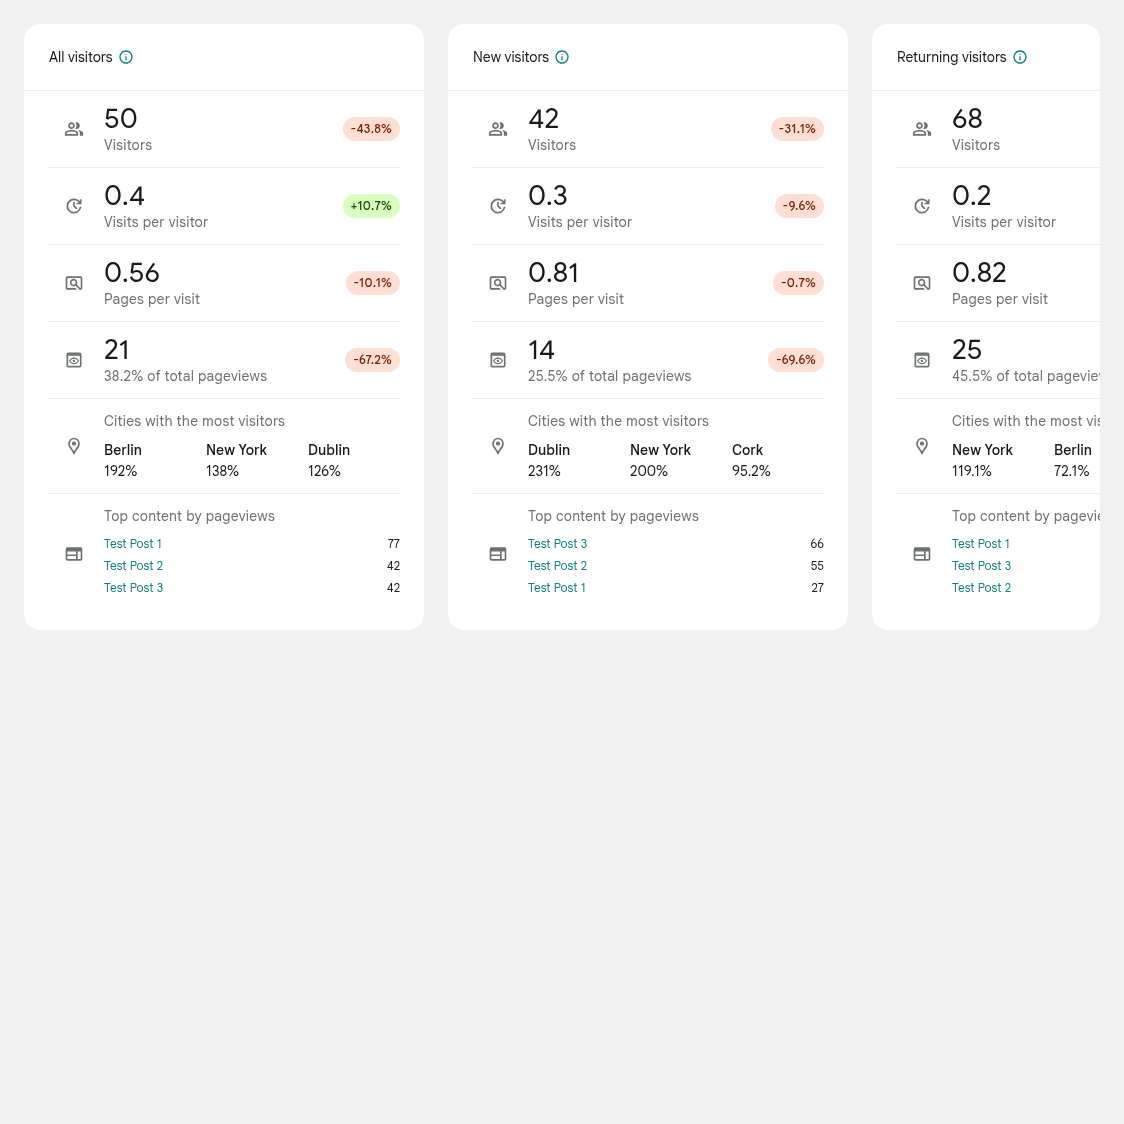 All visitors
50
Visitors
-43.8%
0.4
Visits per visitor
+10.7%
0.56
Pages per visit
-10.1%
21
38.2% of total pageviews
-67.2%
Cities with the most visitors
Berlin New York Dublin
192% 138% 126%
Top content by pageviews
Test Post 1 77
Test Post 2 42
Test Post 3 42
New visitors
42
Visitors
-31.1%
0.3
Visits per visitor
-9.6%
0.81
Pages per visit
-0.7%
14
25.5% of total pageviews
-69.6%
Cities with the most visitors
Dublin New York Cork
231% 200% 95.2%
Top content by pageviews
Test Post 3 66
Test Post 2 55
Test Post 1 27
Returning visitors
68
Visitors
0.2
Visits per visitor
0.82
Pages per visit
25
45.5% of total
Cities with the most
New York Berlin
119.1% 72.1%
Top content by
Test Post 1
Test Post 3
Test Post 2